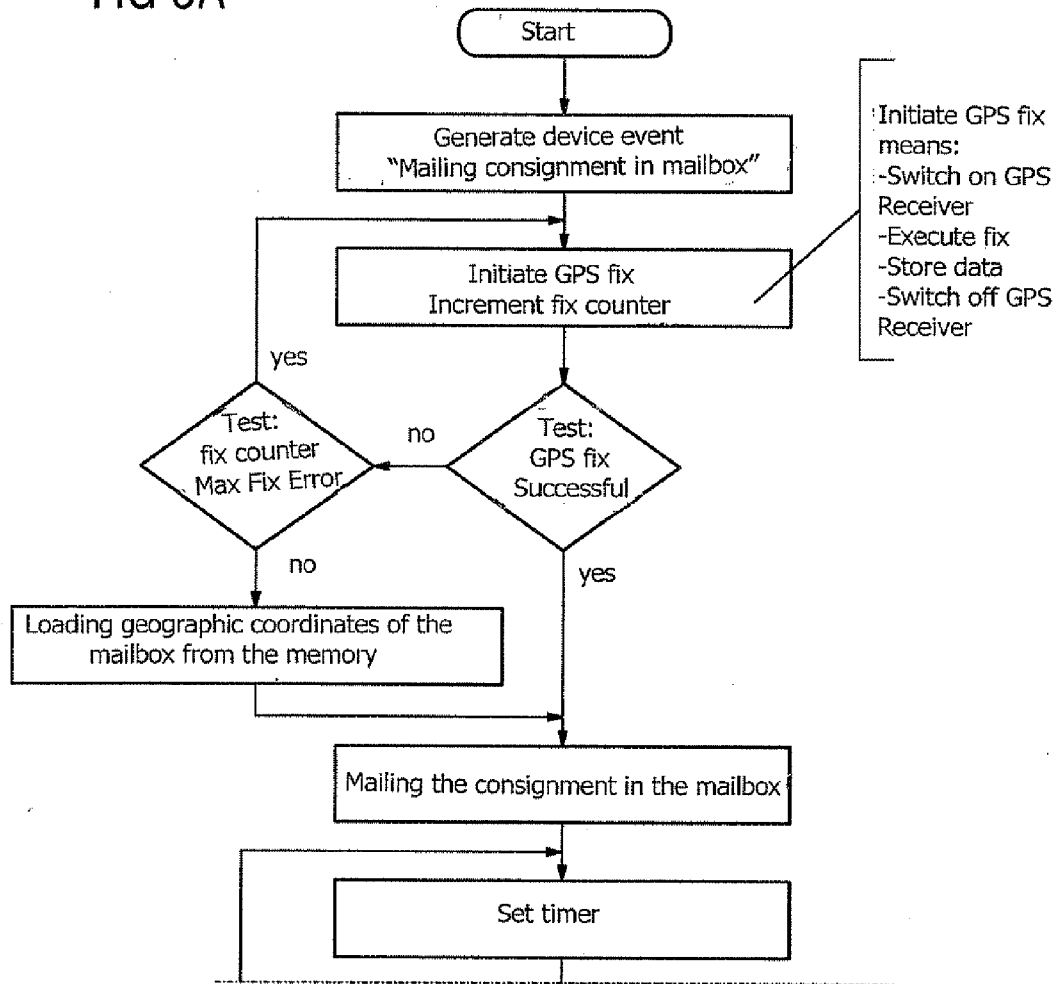 Start
Generate device event
“Mailing consignment in mailbox”
Initiate GPS fix
means:
-Switch on GPS
Receiver
-Execute fix
-Store data
-Switch off GPS
Receiver
Initiate GPS fix
Increment fix counter
yes
Test:
fix counter
Max Fix Error
no
Test:
GPS fix
Successful
no
yes
Loading geographic coordinates of the
mailbox from the memory
Mailing the consignment in the mailbox
Set timer